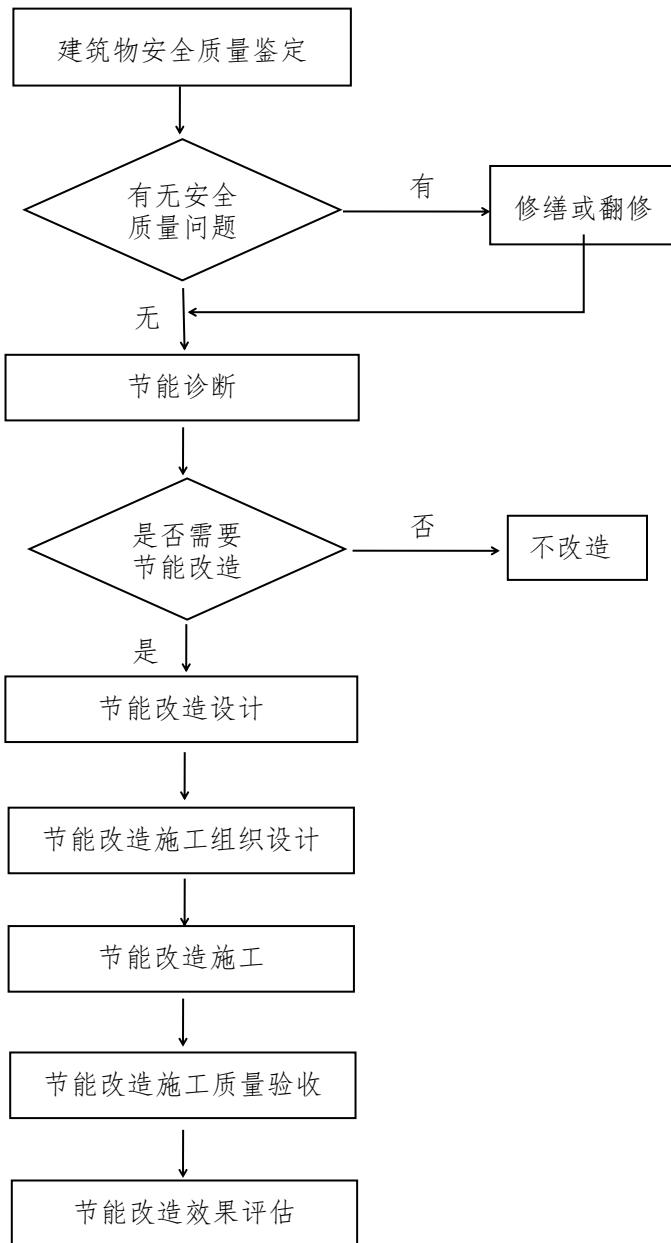 建筑物安全质量鉴定
有无安全
质量问题
有
修缮或翻修
无
节能诊断
是否需要
节能改造
否
不改造
是
节能改造设计
节能改造施工组织设计
节能改造施工
节能改造施工质量验收
节能改造效果评估